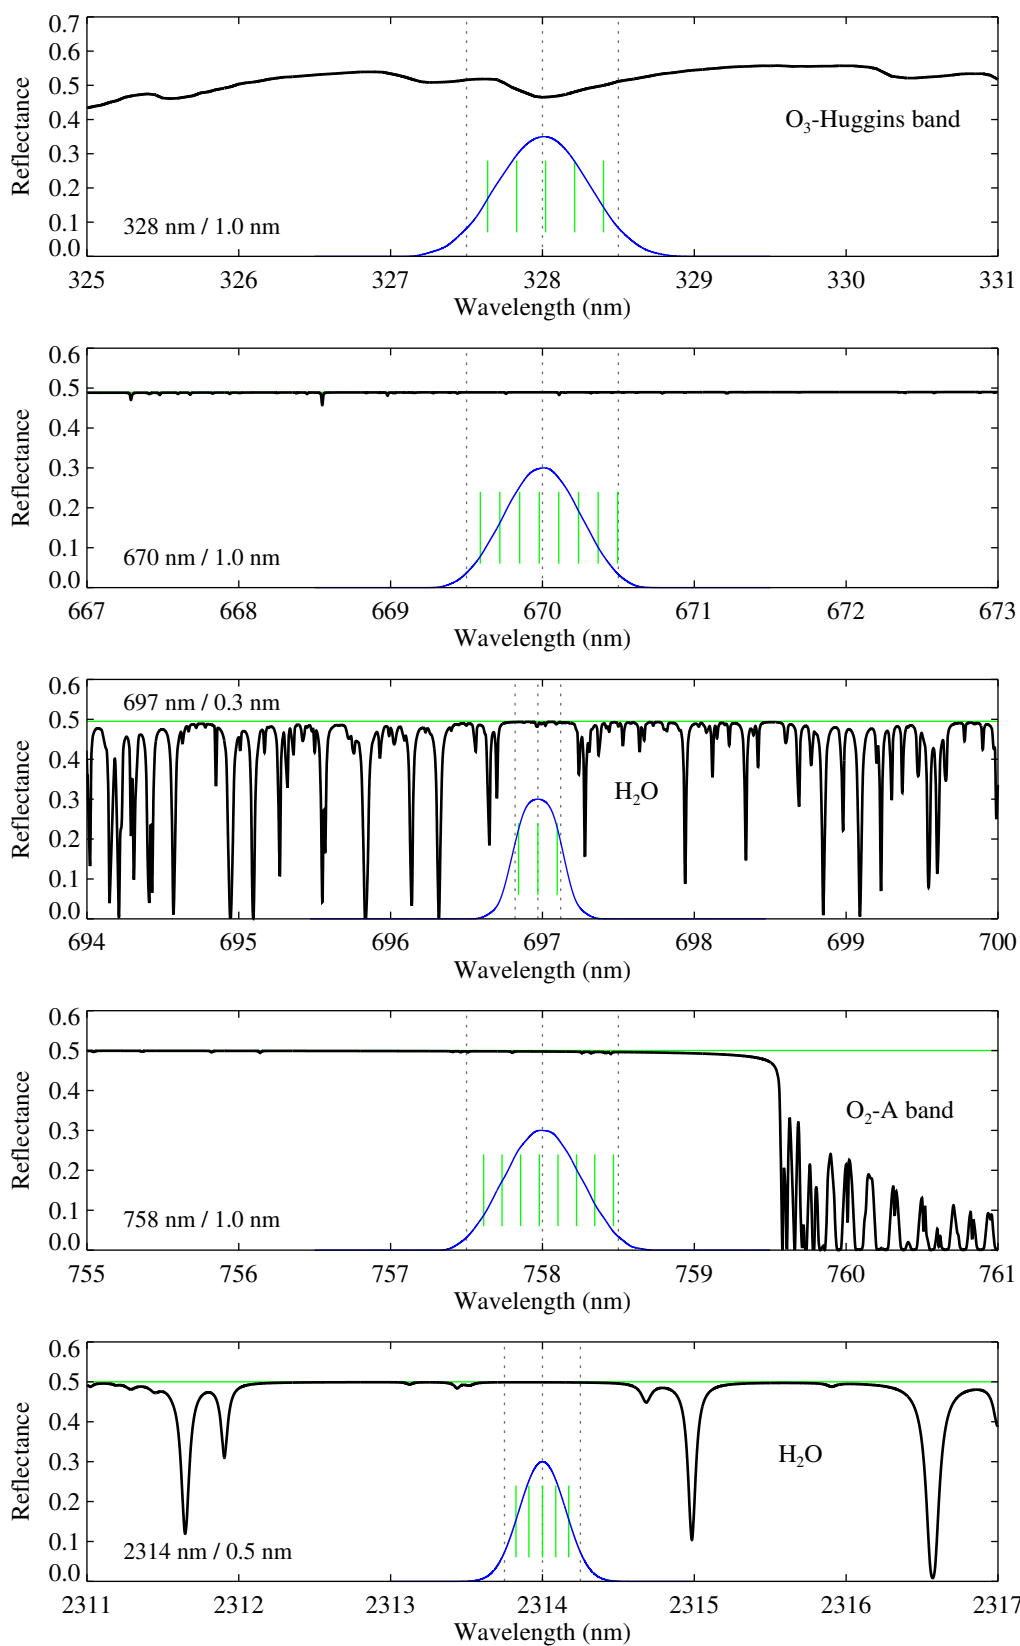 0.7
0.6
0.5
0.4
0.3
0.2
0.1
0.0
Reflectance
O₃-Huggins band
328 nm / 1.0 nm
325 326 327 328 329 330 331
Wavelength (nm)
0.6
0.5
0.4
0.3
0.2
0.1
0.0
Reflectance
670 nm / 1.0 nm
667 668 669 670 671 672 673
Wavelength (nm)
0.6
0.5
0.4
0.3
0.2
0.1
0.0
Reflectance
697 nm / 0.3 nm
H₂O
694 695 696 697 698 699 700
Wavelength (nm)
0.6
0.5
0.4
0.3
0.2
0.1
0.0
Reflectance
O₂-A band
758 nm / 1.0 nm
755 756 757 758 759 760 761
Wavelength (nm)
0.6
0.5
0.4
0.3
0.2
0.1
0.0
Reflectance
H₂O
2314 nm / 0.5 nm
2311 2312 2313 2314 2315 2316 2317
Wavelength (nm)